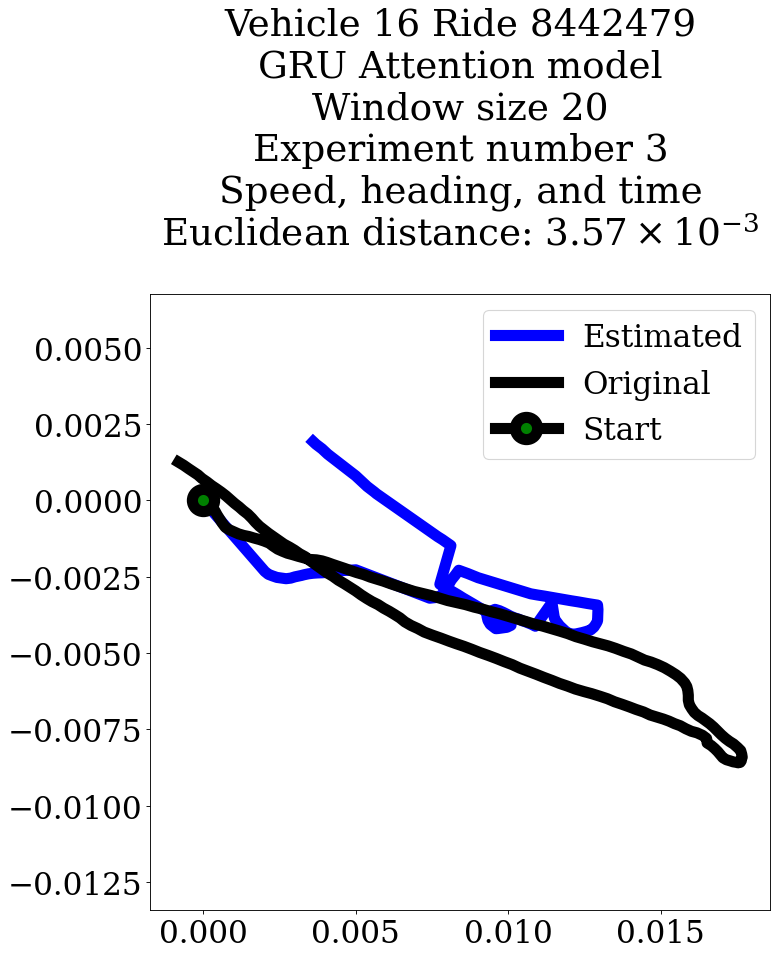 Vehicle 16 Ride 8442479
GRU Attention model
Window size 20
Experiment number 3
Speed, heading, and time
Euclidean distance: 3.57 × 10⁻³
Estimated
Original
Start
0.0050
0.0025
0.0000
−0.0025
−0.0050
−0.0075
−0.0100
−0.0125
0.000 0.005 0.010 0.015